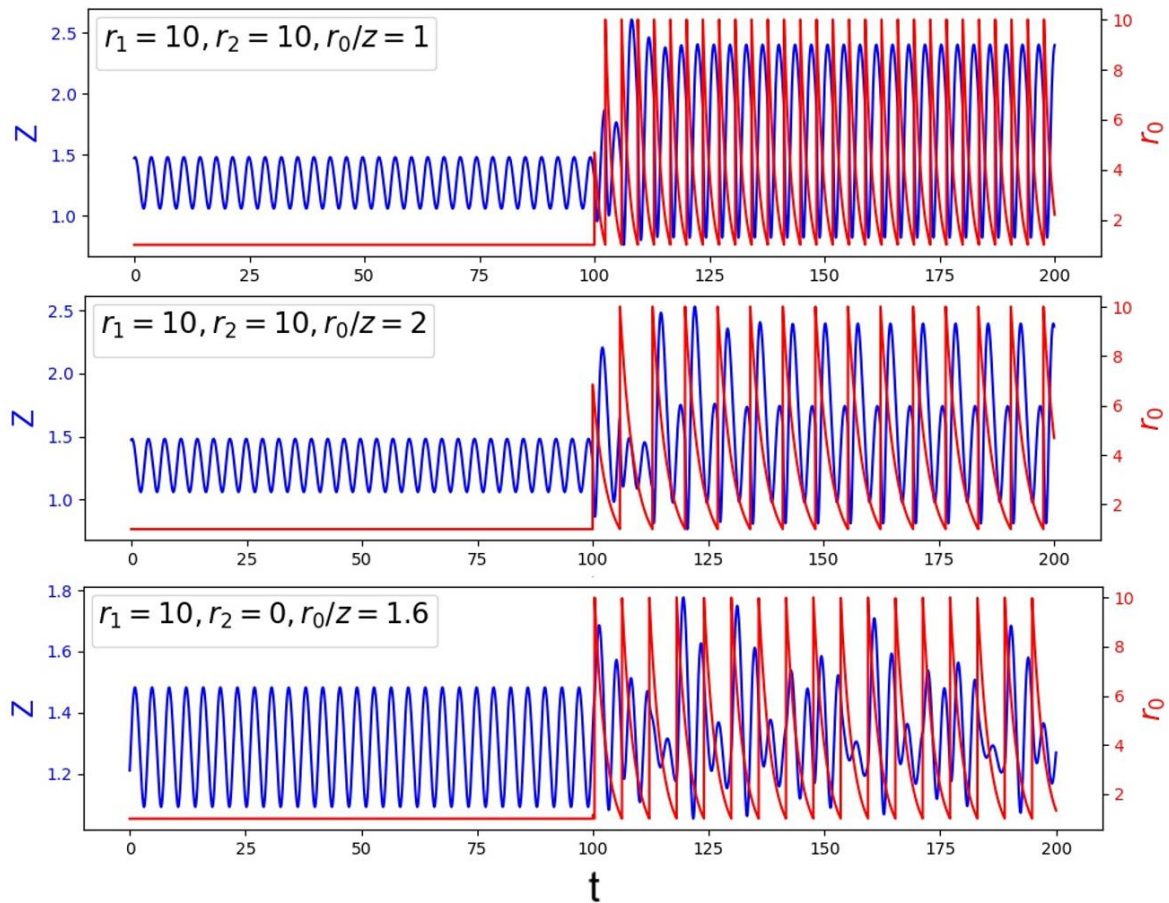 r₁ = 10, r₂ = 10, r₀/z = 1
2.5
2.0
1.5
1.0
Z
10
8
6
4
2
r₀
0 25 50 75 100 125 150 175 200
r₁ = 10, r₂ = 10, r₀/z = 2
2.5
2.0
1.5
1.0
Z
10
8
6
4
2
r₀
0 25 50 75 100 125 150 175 200
r₁ = 10, r₂ = 0, r₀/z = 1.6
1.8
1.6
1.4
1.2
Z
10
8
6
4
2
r₀
0 25 50 75 100 125 150 175 200
t